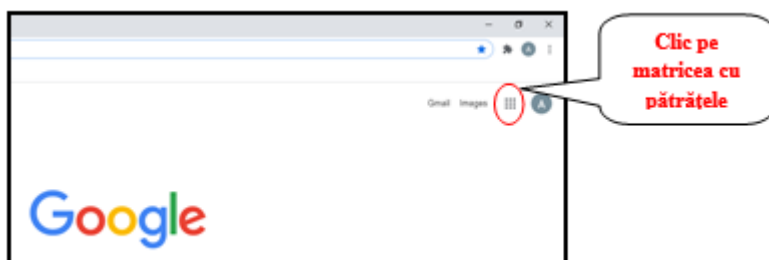 Clic pe
matricea cu
pătrățele
A
Gmail Images
A
Google